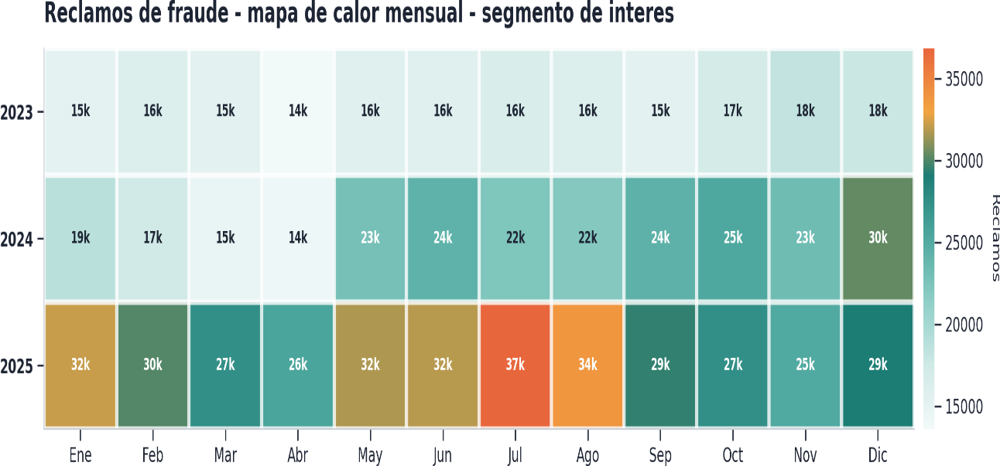 Reclamos de fraude - mapa de calor mensual - segmento de interes
2023 15k 16k 15k 14k 16k 16k 16k 16k 15k 17k 18k 18k
2024 19k 17k 15k 14k 23k 24k 22k 22k 24k 25k 23k 30k
2025 32k 30k 27k 26k 32k 32k 37k 34k 29k 27k 25k 29k
Ene Feb Mar Abr May Jun Jul Ago Sep Oct Nov Dic
35000
30000
25000
20000
15000
Reclamos